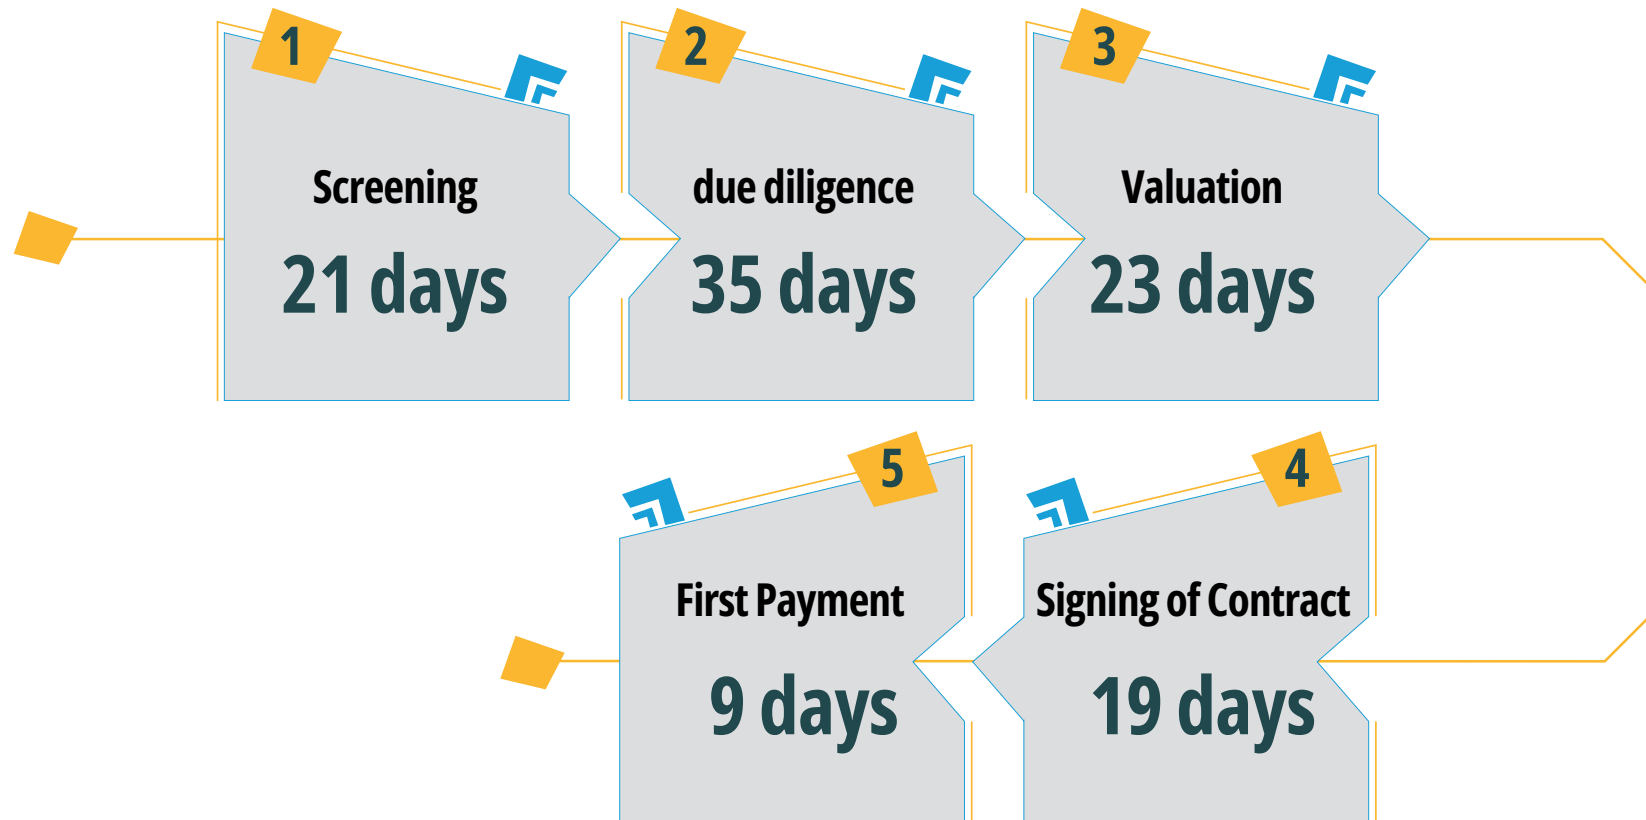 1
Screening
21 days
2
due diligence
35 days
3
Valuation
23 days
4
Signing of Contract
19 days
5
First Payment
9 days